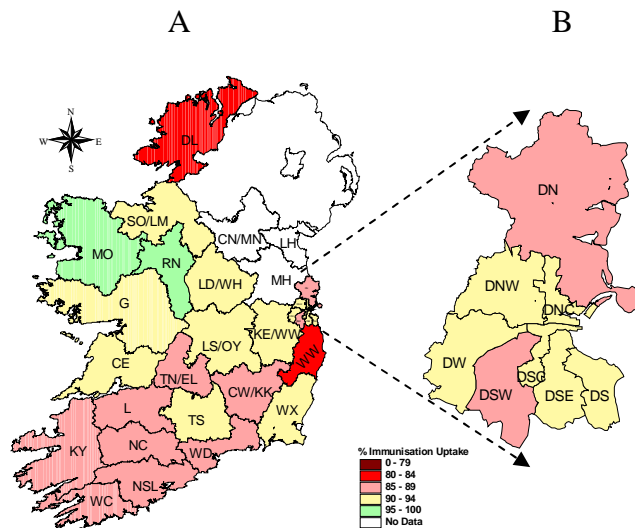 A
B
N
W
E
S
DL
DN
SO/LM
CN/MN
LH
MO
RN
MH
LD/WH
DNW
DNC
G
KE/WW
LS/OY
WW
DW
CE
TN/EL
DSG
DSW
DSE
DS
CW/KK
L
TS
WX
KY
NC
WD
NSL
WC
% Immunisation Uptake
0 - 79
80 - 84
85 - 89
90 - 94
95 - 100
No Data